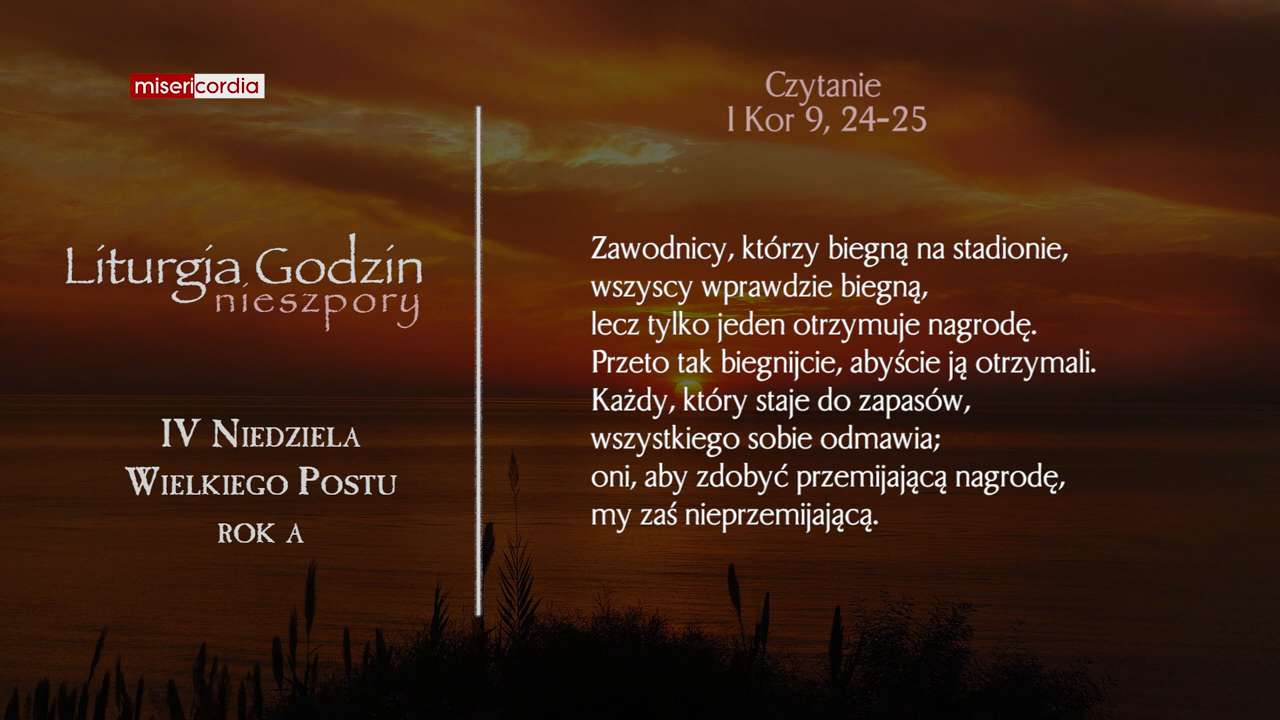 misericordia
Liturgia Godzin
nieszpory
IV Niedziela
Wielkiego Postu
rok A
Czytanie
1 Kor 9, 24-25
Zawodnicy, którzy biegną na stadionie,
wszyscy wprawdzie biegną,
lecz tylko jeden otrzymuje nagrodę.
Przeto tak biegnijcie, abyście ją otrzymali.
Każdy, który staje do zapasów,
wszystkiego sobie odmawia;
oni, aby zdobyć przemijającą nagrodę,
my zaś nieprzemijającą.